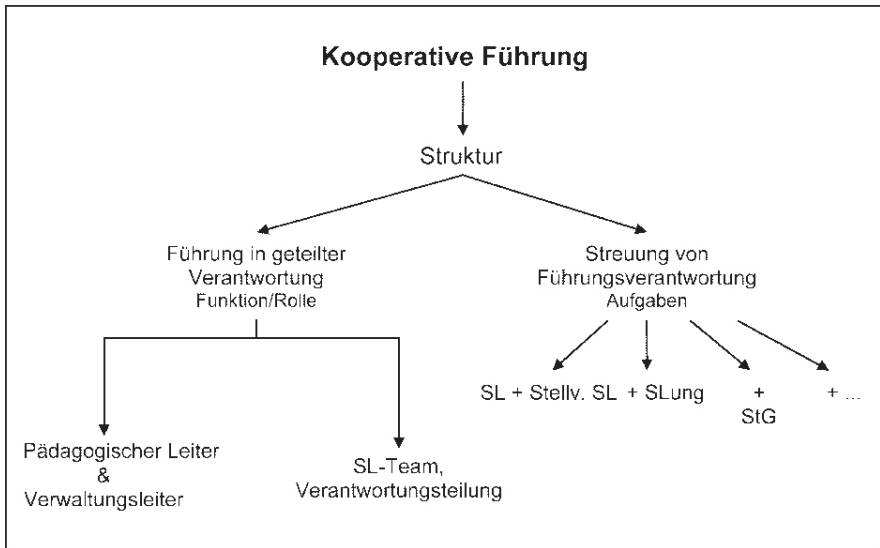 Kooperative Führung
Struktur
Führung in geteilter
Verantwortung
Funktion/Rolle
Streuung von
Führungsverantwortung
Aufgaben
SL + Stellv. SL + SLung + + ...
StG
Pädagogischer Leiter
&
Verwaltungsleiter
SL-Team,
Verantwortungsteilung